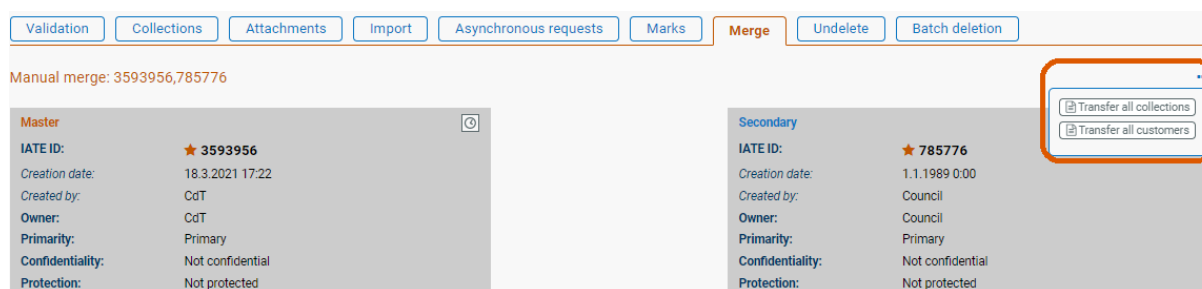 Validation Collections Attachments Import Asynchronous requests Marks Merge Undelete Batch deletion
Manual merge: 3593956,785776
Transfer all collections
Transfer all customers
Master
IATE ID: 3593956
Creation date: 18.3.2021 17:22
Created by: CdT
Owner: CdT
Primarity: Primary
Confidentiality: Not confidential
Protection: Not protected
Secondary
IATE ID: 785776
Creation date: 1.1.1989 0:00
Created by: Council
Owner: Council
Primarity: Primary
Confidentiality: Not confidential
Protection: Not protected